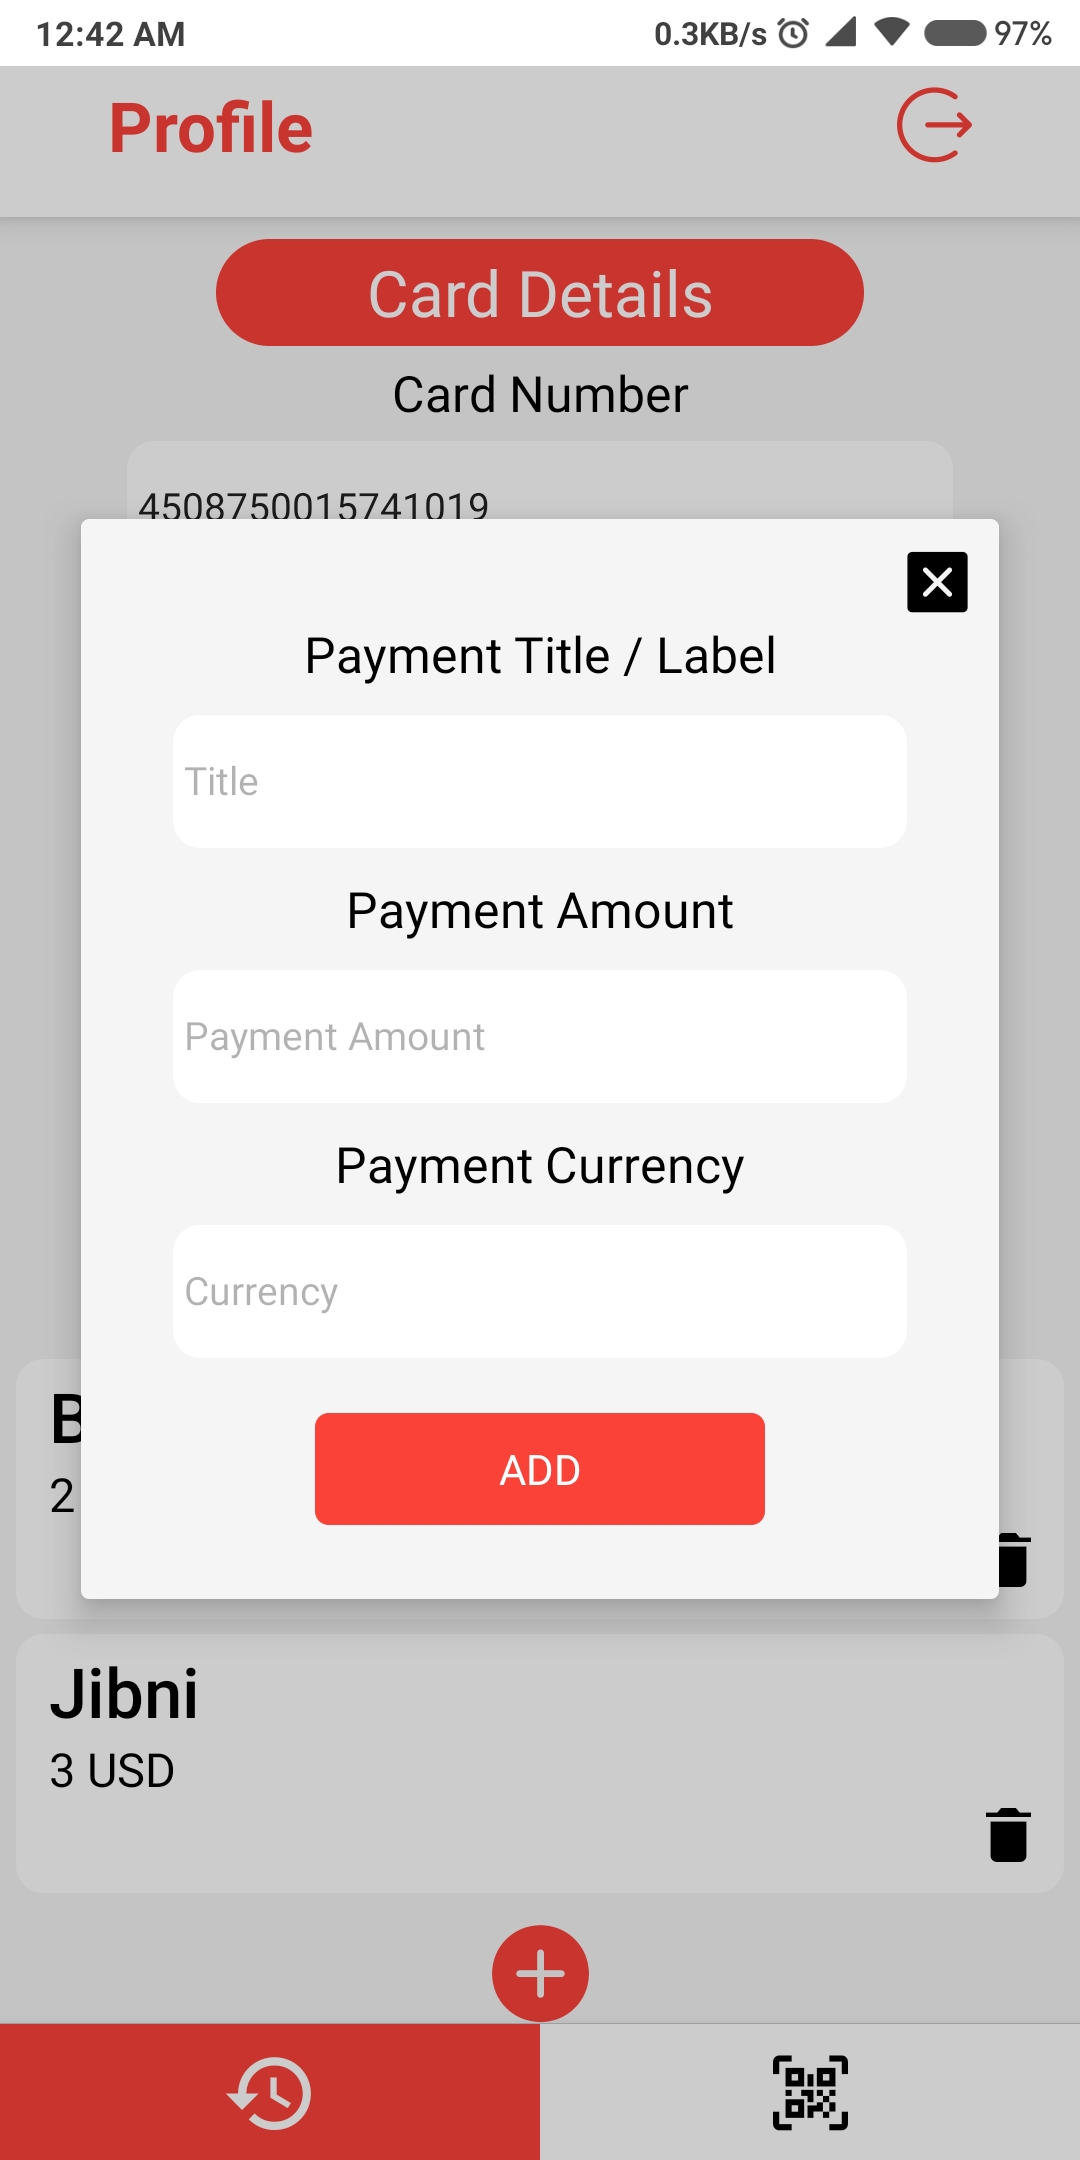 12:42 AM 0.3KB/s 97%
Profile
Card Details
Card Number
4508750015741019
Payment Title / Label
Title
Payment Amount
Payment Amount
Payment Currency
Currency
ADD
2
Jibni
3 USD